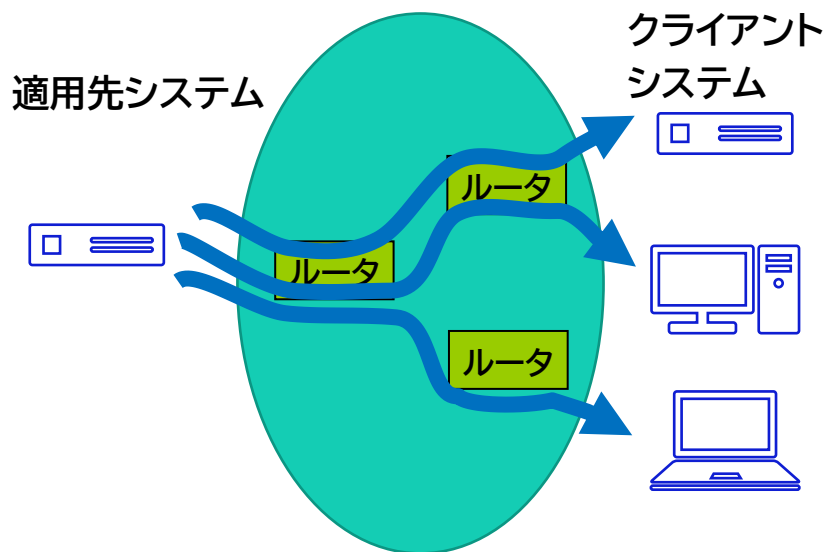 クライアント
システム
適用先システム
ルータ
ルータ
ルータ